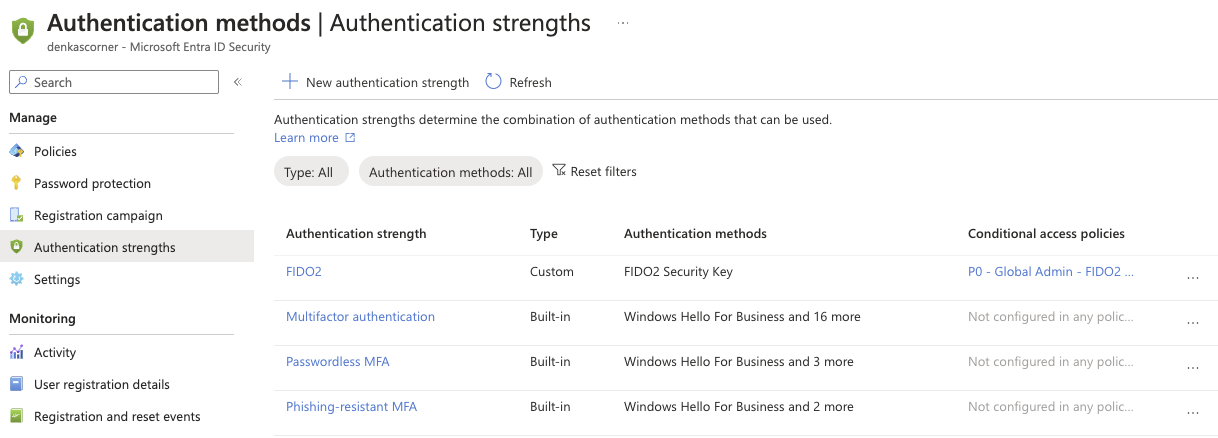 Authentication methods | Authentication strengths ...
denkascorner - Microsoft Entra ID Security
Search «
Manage
Policies
Password protection
Registration campaign
Authentication strengths
Settings
Monitoring
Activity
User registration details
Registration and reset events
New authentication strength Refresh
Authentication strengths determine the combination of authentication methods that can be used.
Learn more
Type: All Authentication methods: All Reset filters
Authentication strength Type Authentication methods Conditional access policies
FIDO2 Custom FIDO2 Security Key P0 - Global Admin - FIDO2 ... ...
Multifactor authentication Built-in Windows Hello For Business and 16 more Not configured in any polic... ...
Passwordless MFA Built-in Windows Hello For Business and 3 more Not configured in any polic... ...
Phishing-resistant MFA Built-in Windows Hello For Business and 2 more Not configured in any polic... ...